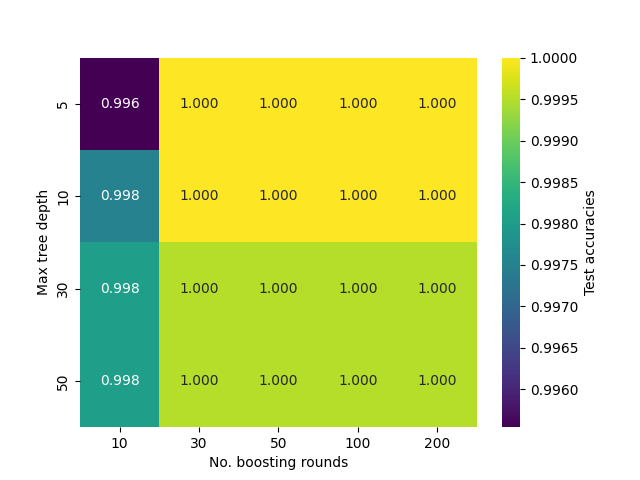 5 0.996 1.000 1.000 1.000 1.000
10 0.998 1.000 1.000 1.000 1.000
30 0.998 1.000 1.000 1.000 1.000
50 0.998 1.000 1.000 1.000 1.000
10 30 50 100 200
No. boosting rounds
Max tree depth
1.0000
0.9995
0.9990
0.9985
0.9980
0.9975
0.9970
0.9965
0.9960
Test accuracies